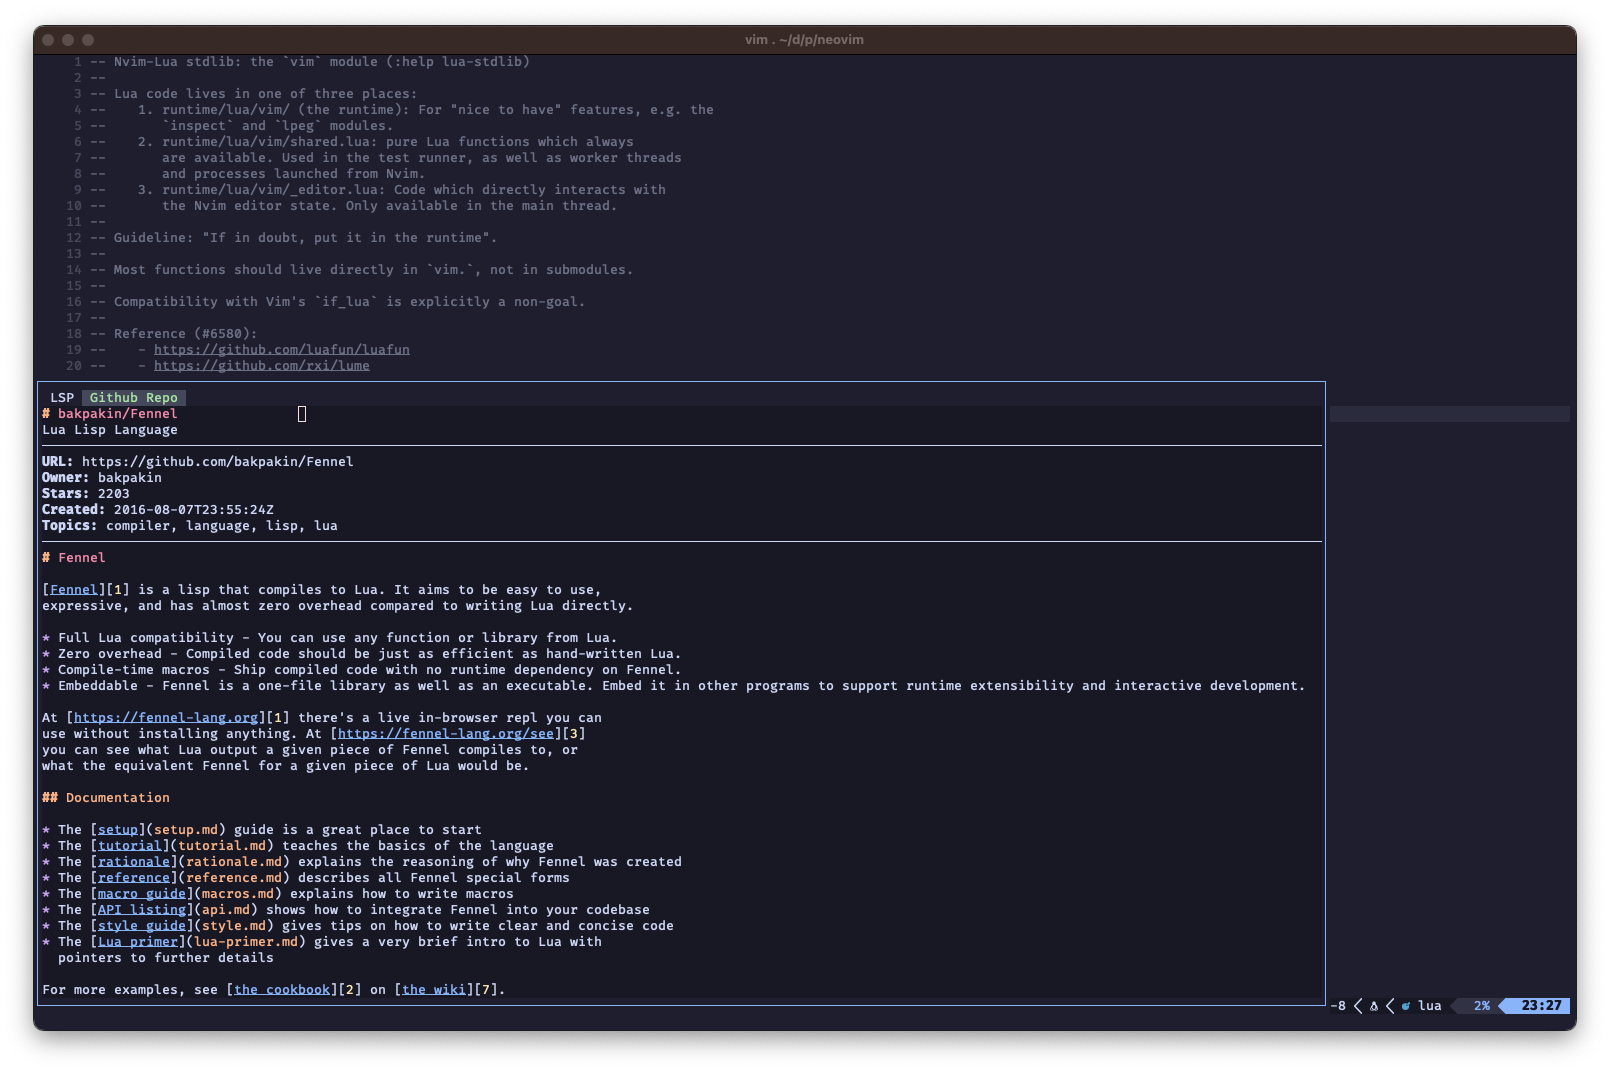 vim . ~/d/p/neovim
1 -- Nvim-Lua stdlib: the `vim` module (:help lua-stdlib)
2 --
3 -- Lua code lives in one of three places:
4 --    1. runtime/lua/vim/ (the runtime): For "nice to have" features, e.g. the
5 --       `inspect` and `lpeg` modules.
6 --    2. runtime/lua/vim/shared.lua: pure Lua functions which always
7 --       are available. Used in the test runner, as well as worker threads
8 --       and processes launched from Nvim.
9 --    3. runtime/lua/vim/_editor.lua: Code which directly interacts with
10 --       the Nvim editor state. Only available in the main thread.
11 --
12 -- Guideline: "If in doubt, put it in the runtime".
13 --
14 -- Most functions should live directly in `vim.`, not in submodules.
15 --
16 -- Compatibility with Vim's `if_lua` is explicitly a non-goal.
17 --
18 -- Reference (#6580):
19 --    - https://github.com/luafun/luafun
20 --    - https://github.com/rxi/lume
LSP Github Repo
# bakpakin/Fennel
Lua Lisp Language
URL: https://github.com/bakpakin/Fennel
Owner: bakpakin
Stars: 2203
Created: 2016-08-07T23:55:24Z
Topics: compiler, language, lisp, lua
# Fennel
[Fennel][1] is a lisp that compiles to Lua. It aims to be easy to use,
expressive, and has almost zero overhead compared to writing Lua directly.
* Full Lua compatibility - You can use any function or library from Lua.
* Zero overhead - Compiled code should be just as efficient as hand-written Lua.
* Compile-time macros - Ship compiled code with no runtime dependency on Fennel.
* Embeddable - Fennel is a one-file library as well as an executable. Embed it in other programs to support runtime extensibility and interactive development.
At [https://fennel-lang.org][1] there's a live in-browser repl you can
use without installing anything. At [https://fennel-lang.org/see][3]
you can see what Lua output a given piece of Fennel compiles to, or
what the equivalent Fennel for a given piece of Lua would be.
## Documentation
* The [setup](setup.md) guide is a great place to start
* The [tutorial](tutorial.md) teaches the basics of the language
* The [rationale](rationale.md) explains the reasoning of why Fennel was created
* The [reference](reference.md) describes all Fennel special forms
* The [macro guide](macros.md) explains how to write macros
* The [API listing](api.md) shows how to integrate Fennel into your codebase
* The [style guide](style.md) gives tips on how to write clear and concise code
* The [Lua primer](lua-primer.md) gives a very brief intro to Lua with
  pointers to further details
For more examples, see [the cookbook][2] on [the wiki][7].
-8 lua 2% 23:27